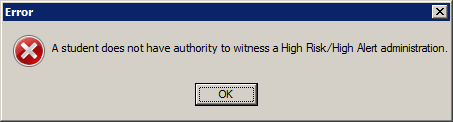 Error
A student does not have authority to witness a High Risk/High Alert administration.
OK